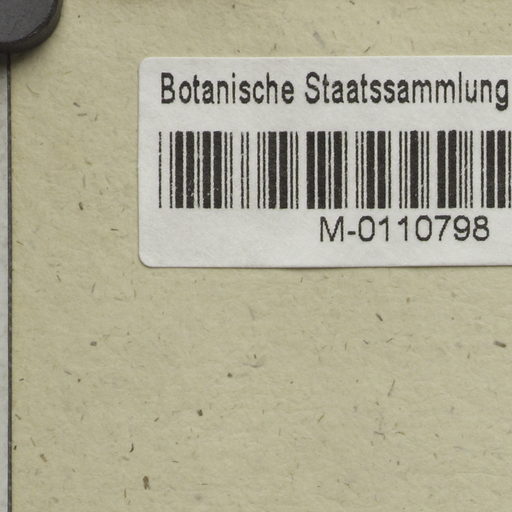 Botanische Staatssammlung
M-0110798